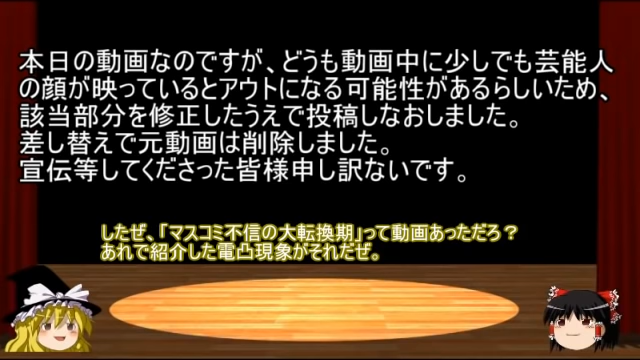 本日の動画なのですが、どうも動画中に少しでも芸能人
の顔が映っているとアウトになる可能性があるらしいため、
該当部分を修正したうえで投稿しなおしました。
差し替えで元動画は削除しました。
宣伝等してくださった皆様申し訳ないです。
したぜ、「マスコミ不信の大転換期」って動画あっただろ？
あれで紹介した電凸現象がそれだぜ。